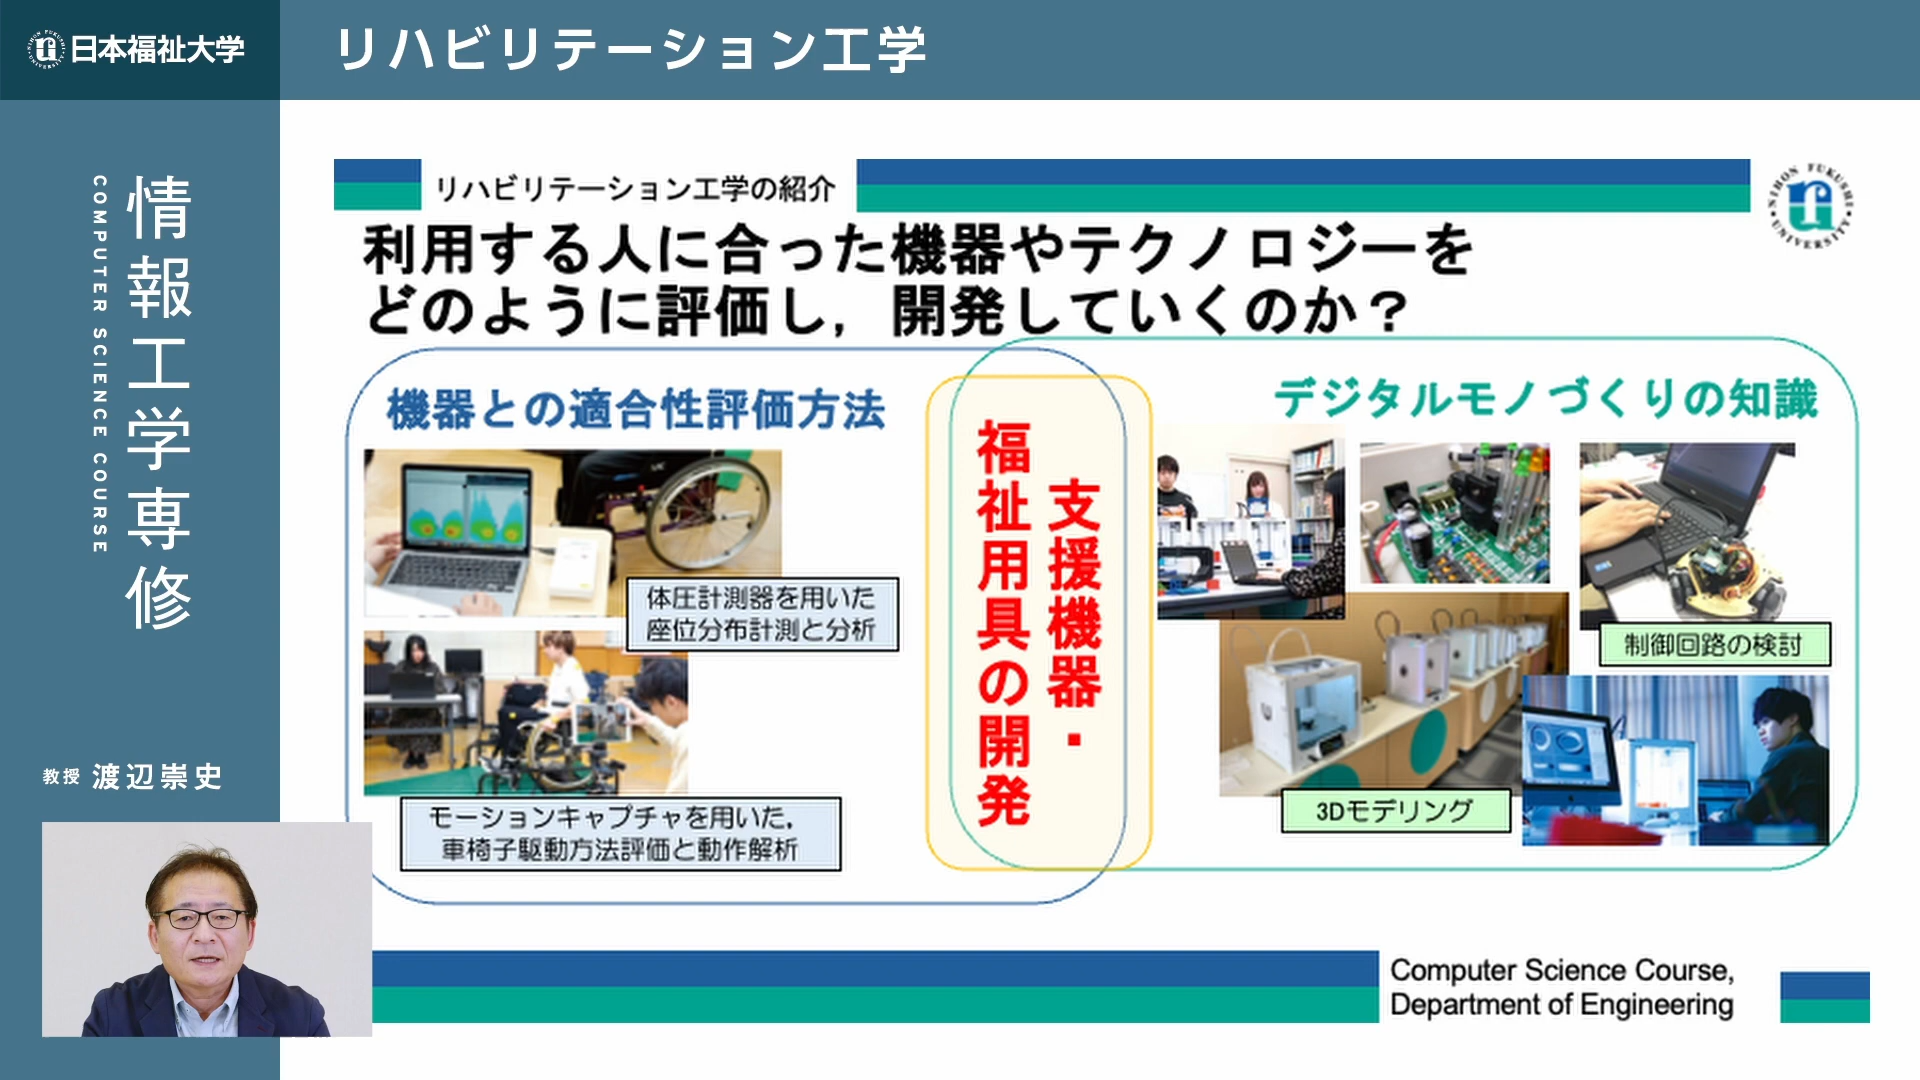 日本福祉大学
リハビリテーション工学
情報工学専修
COMPUTER SCIENCE COURSE
教授 渡辺崇史
リハビリテーション工学の紹介
NIHON FUKUSHI
UNIVERSITY
利用する人に合った機器やテクノロジーを
どのように評価し，開発していくのか？
機器との適合性評価方法
体圧計測器を用いた
座位分布計測と分析
モーションキャプチャを用いた，
車椅子駆動方法評価と動作解析
支援機器・
福祉用具の開発
デジタルモノづくりの知識
制御回路の検討
3Dモデリング
Computer Science Course,
Department of Engineering